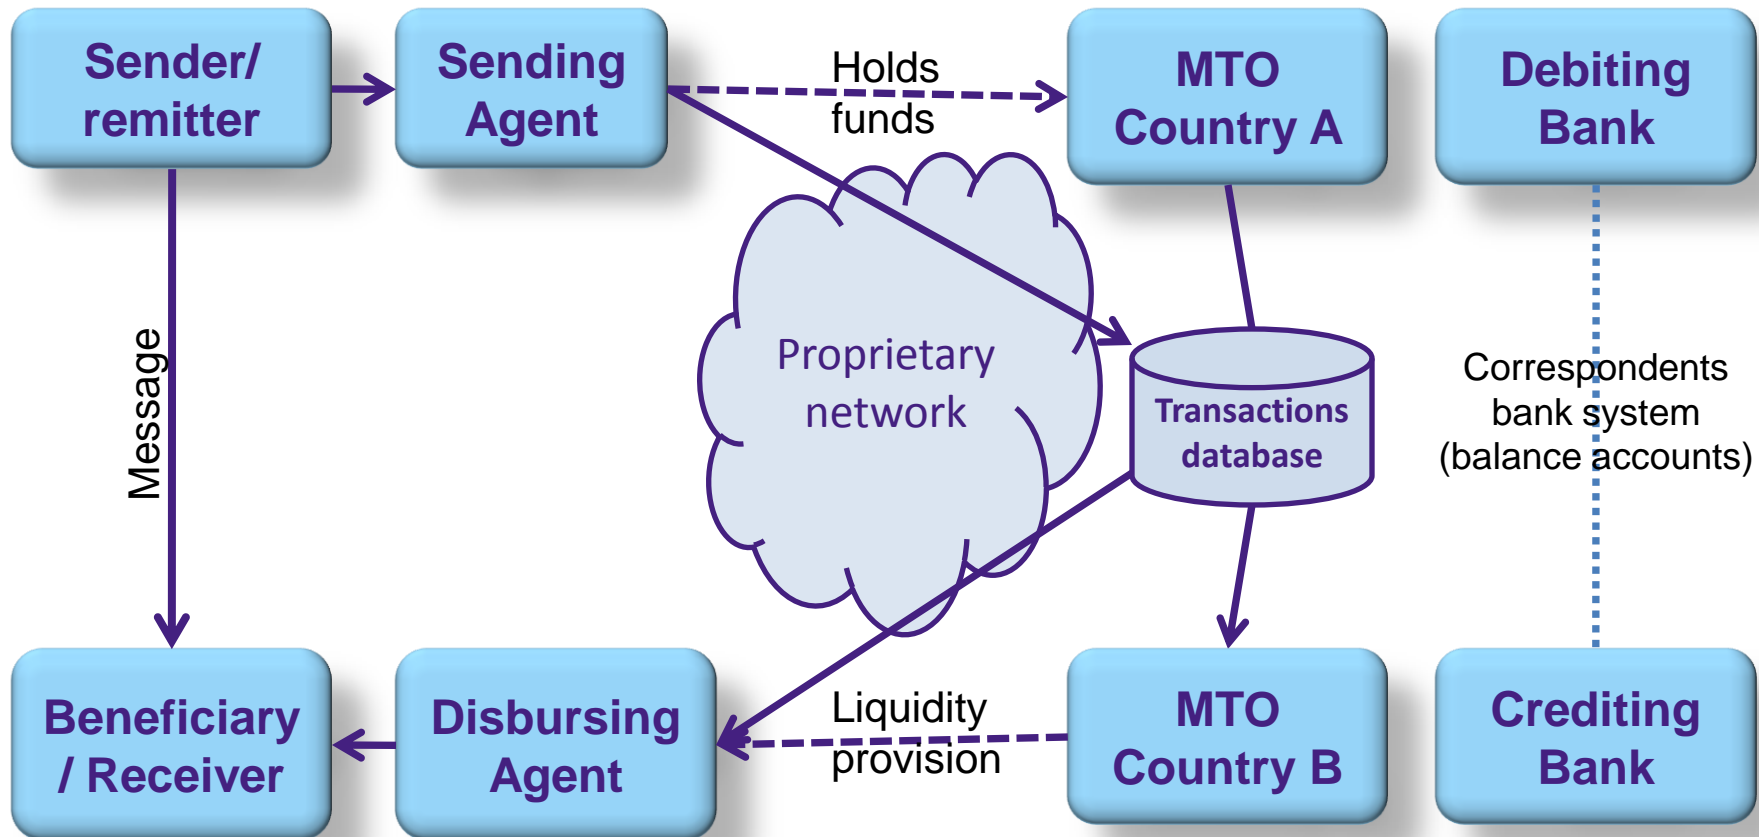 Sender/
remitter
Sending
Agent
Holds
funds
MTO
Country A
Debiting
Bank
Message
Proprietary
network
Transactions
database
Correspondents
bank system
(balance accounts)
Beneficiary
/ Receiver
Disbursing
Agent
Liquidity
provision
MTO
Country B
Crediting
Bank